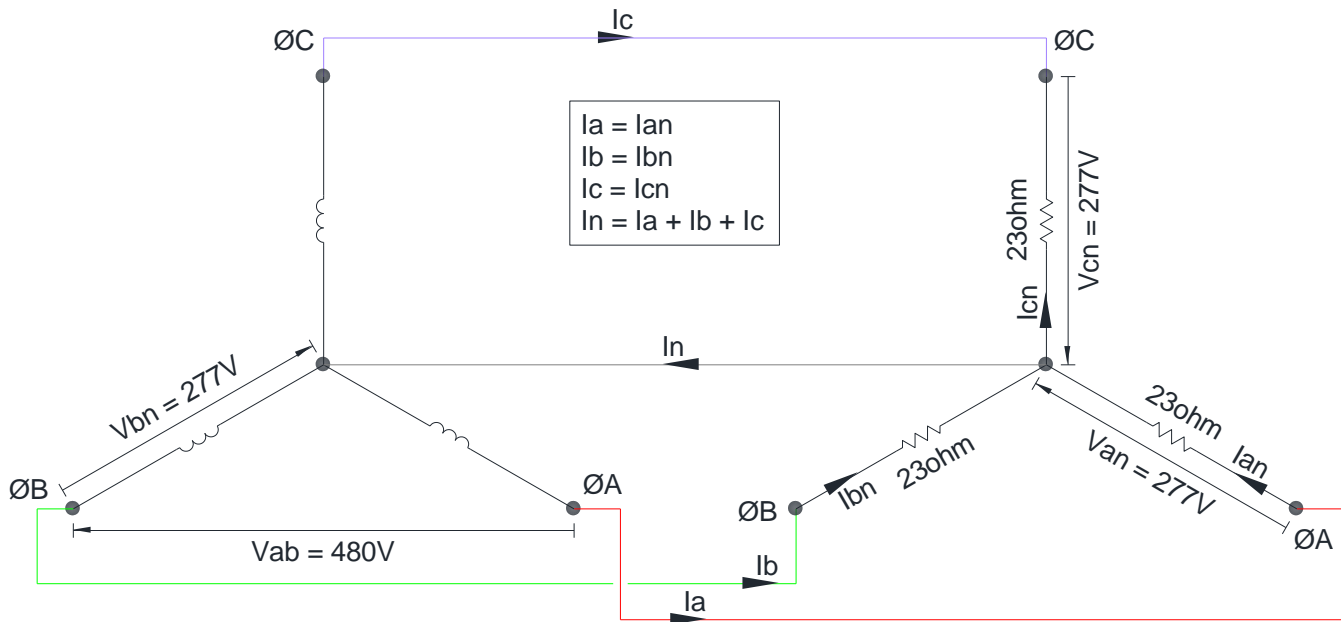 Ic
ØC
ØC
Ia = Ian
Ib = Ibn
Ic = Icn
In = Ia + Ib + Ic
23ohm
Vcn = 277V
Icn
In
Vbn = 277V
23ohm
Van = 277V
Ian
ØB
ØA
Ibn
23ohm
ØB
ØA
Vab = 480V
Ib
Ia